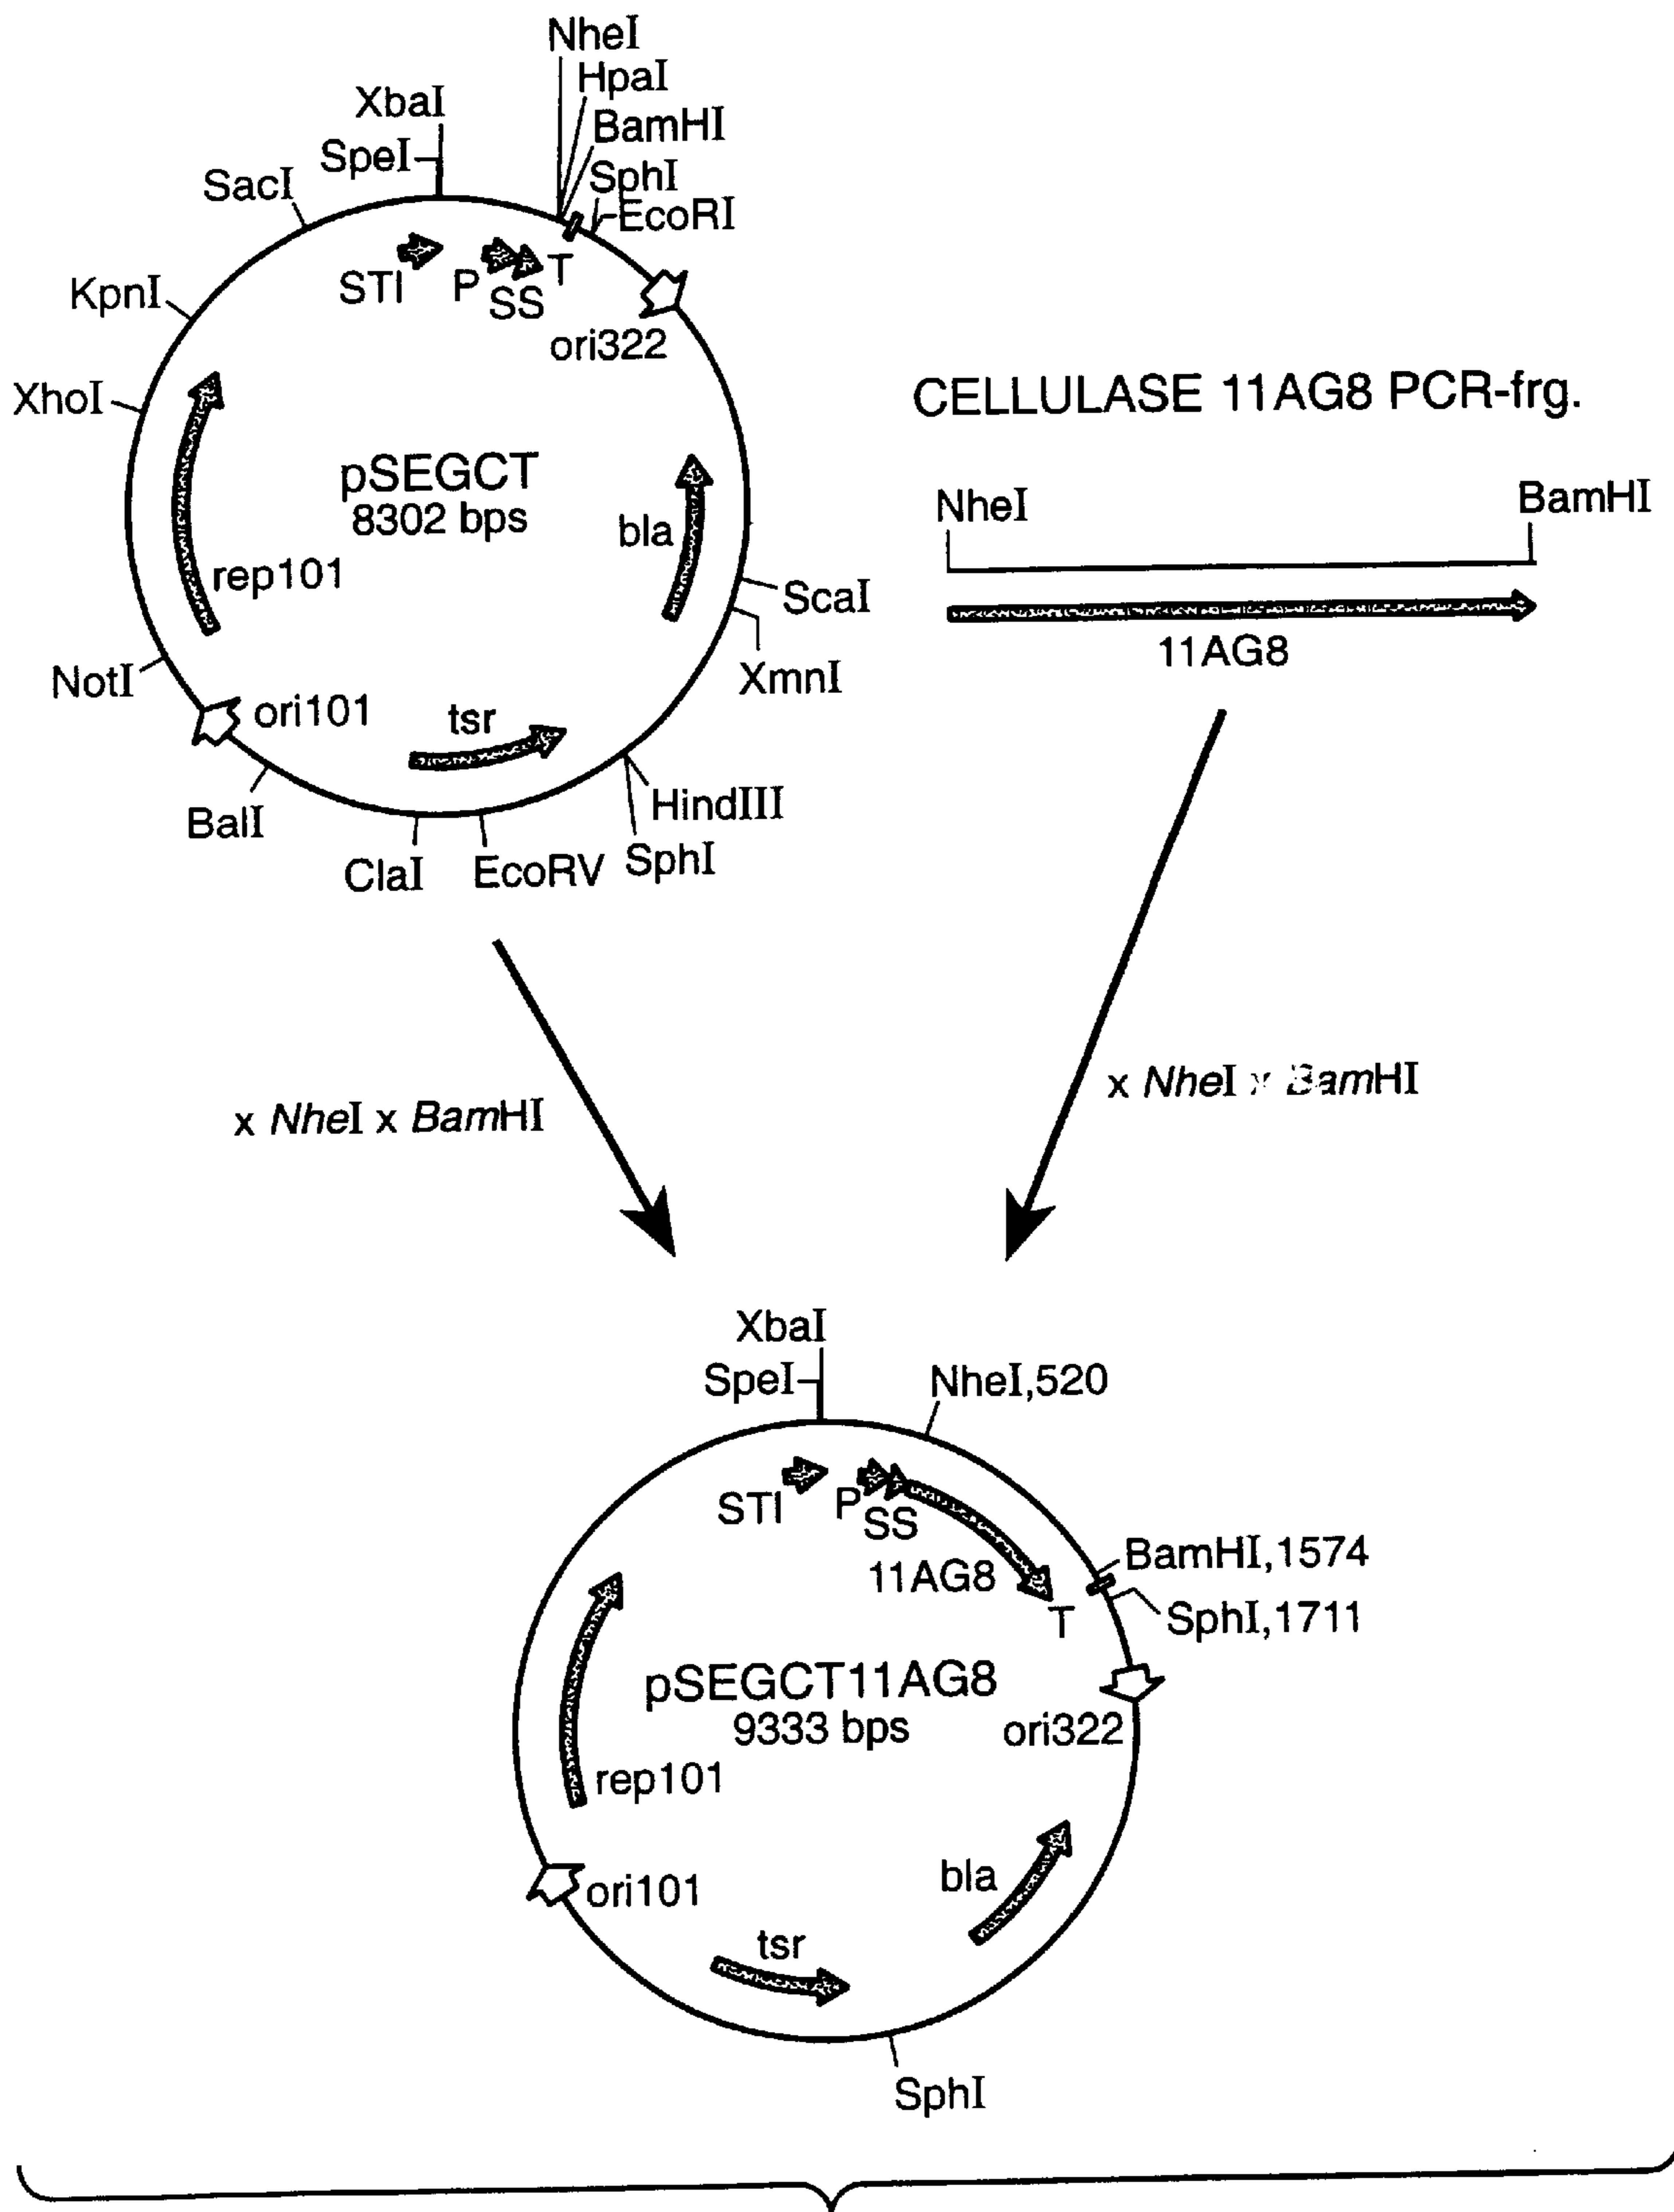 NheI
HpaI
XbaI
BamHI
SpeI
SphI
SacI
EcoRI
STI
P
SS
T
KpnI
ori322
XhoI
CELLULASE 11AG8 PCR-frg.
pSEGCT
8302 bps
NheI
BamHI
bla
rep101
ScaI
11AG8
XmnI
NotI
ori101
tsr
HindIII
BalI
ClaI
EcoRV
SphI
x NheI x BamHI
x NheI x BamHI
XbaI
SpeI
NheI,520
STI
P
SS
BamHI,1574
11AG8
SphI,1711
T
pSEGCT11AG8
9333 bps
ori322
rep101
bla
ori101
tsr
SphI